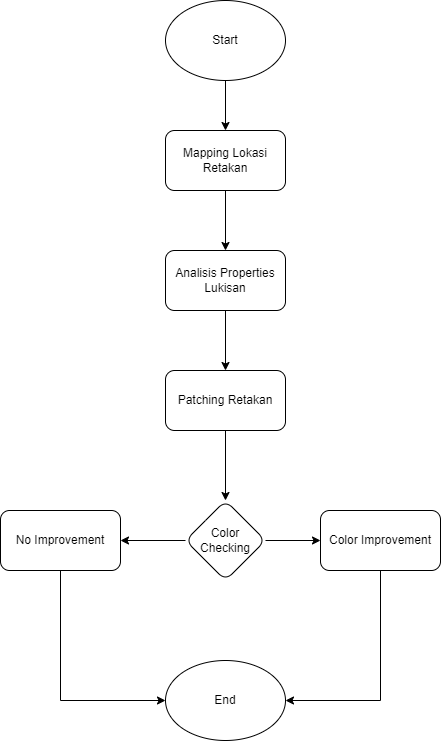 Start
Mapping Lokasi
Retakan
Analisis Properties
Lukisan
Patching Retakan
No Improvement
Color
Checking
Color Improvement
End